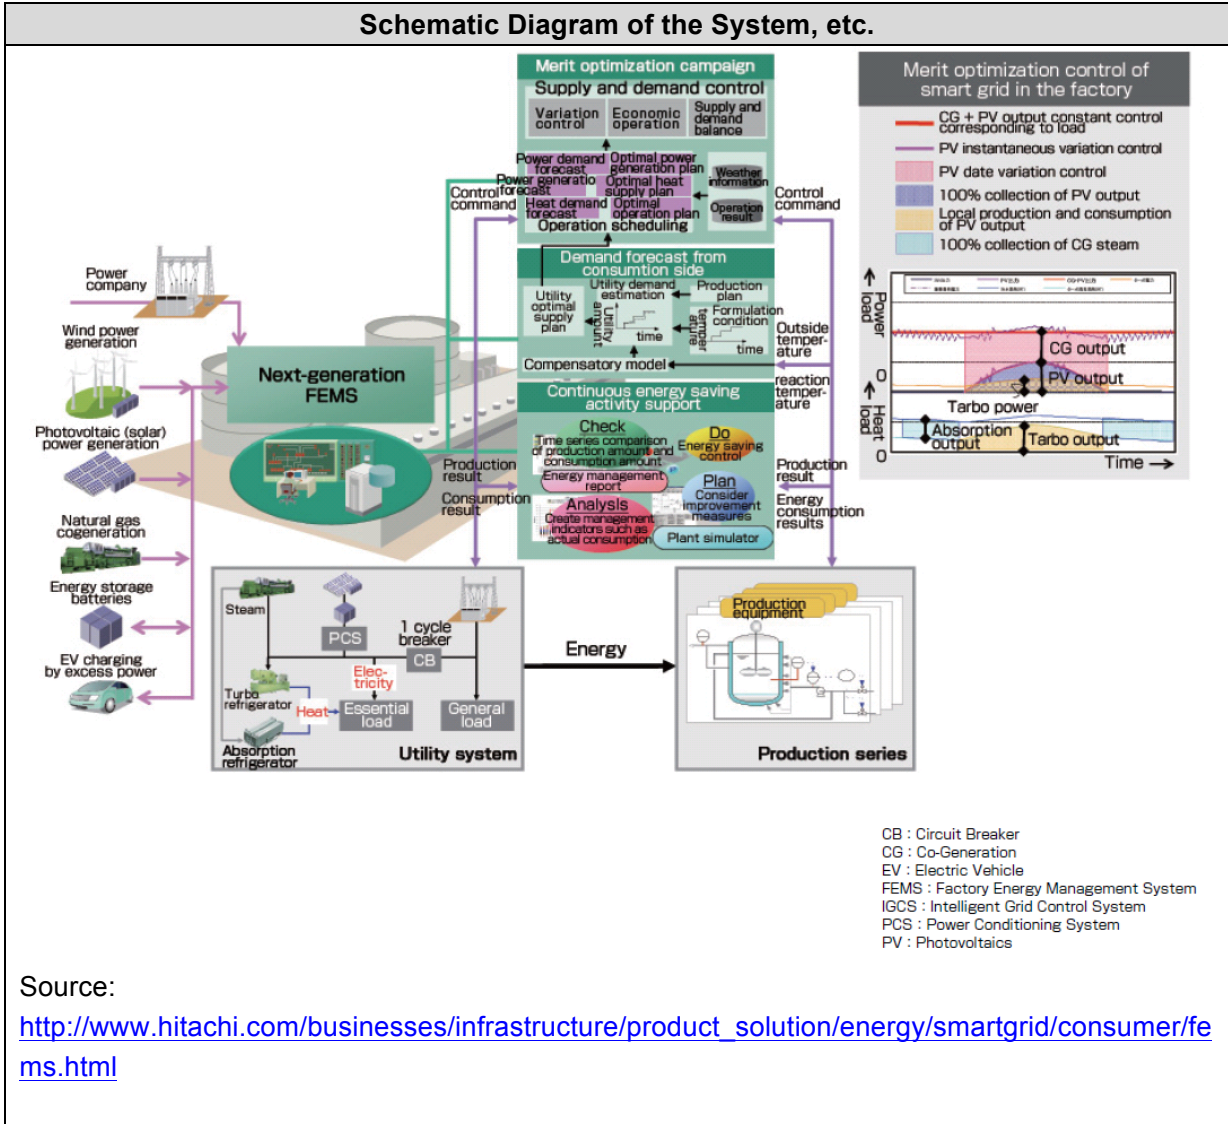 Schematic Diagram of the System, etc.
Merit optimization campaign
Supply and demand control
Variation
control
Economic
operation
Supply and
demand
balance
Power demand
forecast
Optimal power
generation plan
Power generatio
forecast
Optimal heat
supply plan
Heat demand
forecast
Optimal
operation plan
Operation scheduling
Weather
information
Operation
result
Control
command
Control
command
Demand forecast from
consumtion side
Utility
optimal
supply
plan
Utility demand
estimation
Utility
amount
time
Production
plan
Formulation
condition
temper
ature
time
Compensatory model
Outside
temper-
ature
reaction
temper-
ature
Continuous energy saving
activity support
Check
Time series comparison
of production amount and
consumption amount
Do
Energy saving
control
Energy management
report
Plan
Consider
improvement
measures
Analysis
Create management
indicators such as
actual consumption
Plant simulator
Production
result
Consumption
result
Production
result
Energy
consumption
results
Power
company
Wind power
generation
Photovoltaic (solar)
power generation
Natural gas
cogeneration
Energy storage
batteries
EV charging
by excess power
Next-generation
FEMS
Steam
PCS
1 cycle
breaker
CB
Elec-
tricity
Turbo
refrigerator
Heat
Essential
load
General
load
Absorption
refrigerator
Utility system
Energy
Production
equipment
Production series
Merit optimization control of
smart grid in the factory
CG + PV output constant control
corresponding to load
PV instantaneous variation control
PV date variation control
100% collection of PV output
Local production and consumption
of PV output
100% collection of CG steam
Power
load
0
CG output
PV output
Tarbo power
Heat
load
0
Absorption
output
Tarbo output
Time
CB : Circuit Breaker
CG : Co-Generation
EV : Electric Vehicle
FEMS : Factory Energy Management System
IGCS : Intelligent Grid Control System
PCS : Power Conditioning System
PV : Photovoltaics
Source:
http://www.hitachi.com/businesses/infrastructure/product_solution/energy/smartgrid/consumer/fe
ms.html